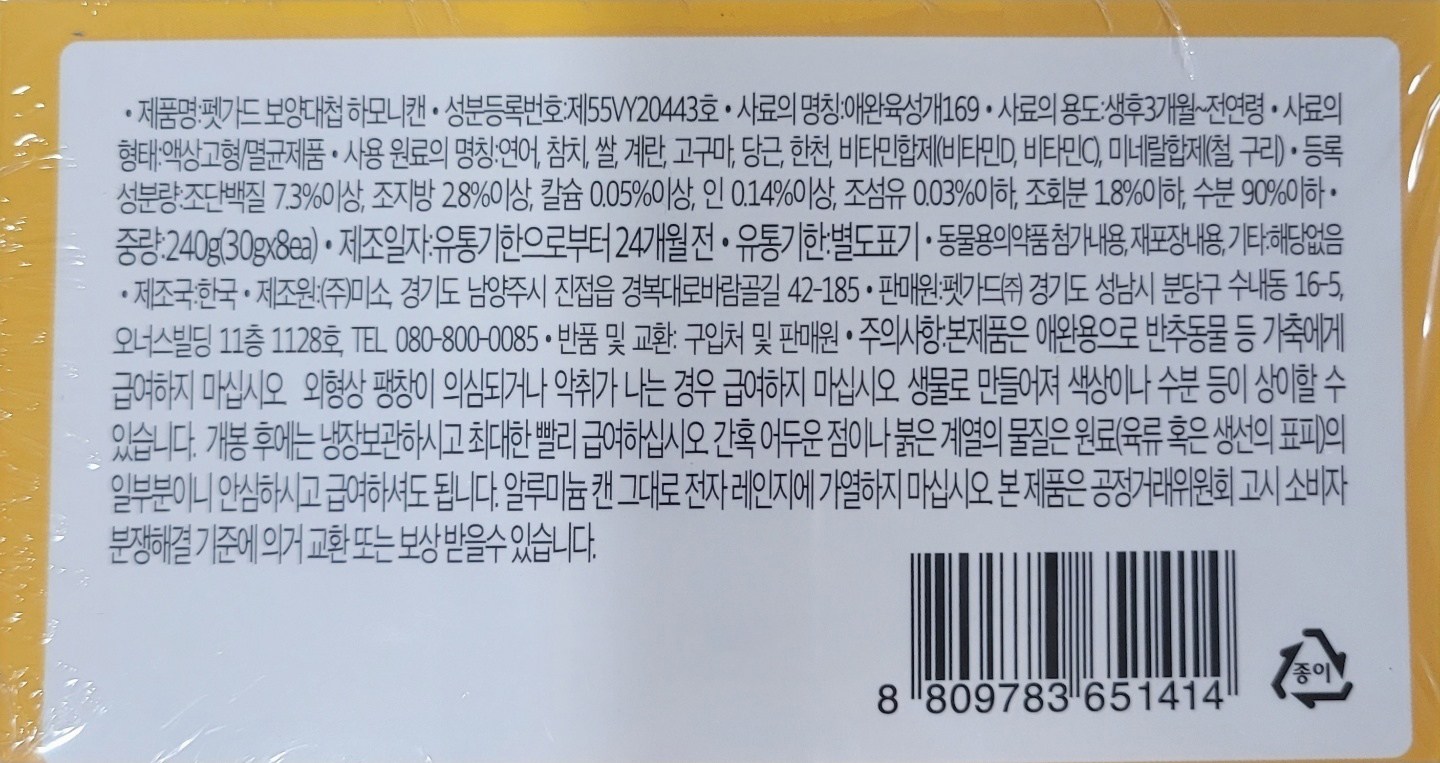 • 제품명:펫가드 보양대첩 하모니캔 • 성분등록번호:제55VY20443호 • 사료의 명칭:애완육성개169 • 사료의 용도:생후3개월~전연령 • 사료의
형태:액상고형/멸균제품 • 사용 원료의 명칭:연어, 참치, 쌀, 계란, 고구마, 당근, 한천, 비타민합제(비타민D, 비타민C), 미네랄합제(철, 구리) • 등록
성분량:조단백질 7.3%이상, 조지방 2.8%이상, 칼슘 0.05%이상, 인 0.14%이상, 조섬유 0.03%이하, 조회분 1.8%이하, 수분 90%이하 •
중량:240g(30gx8ea) • 제조일자:유통기한으로부터 24개월 전 • 유통기한:별도표기 • 동물용의약품 첨가내용, 재포장내용, 기타:해당없음
• 제조국:한국 • 제조원:(주)미소, 경기도 남양주시 진접읍 경복대로바람골길 42-185 • 판매원:펫가드㈜ 경기도 성남시 분당구 수내동 16-5,
오너스빌딩 11층 1128호, TEL. 080-800-0085 • 반품 및 교환: 구입처 및 판매원 • 주의사항:본제품은 애완용으로 반추동물 등 가축에게
급여하지 마십시오. 외형상 팽창이 의심되거나 악취가 나는 경우 급여하지 마십시오. 생물로 만들어져 색상이나 수분 등이 상이할 수
있습니다. 개봉 후에는 냉장보관하시고 최대한 빨리 급여하십시오. 간혹 어두운 점이나 붉은 계열의 물질은 원료(육류 혹은 생선의 표피)의
일부분이니 안심하시고 급여하셔도 됩니다. 알루미늄 캔 그대로 전자 레인지에 가열하지 마십시오. 본 제품은 공정거래위원회 고시 소비자
분쟁해결 기준에 의거 교환 또는 보상 받을수 있습니다.
종이
8 809783 651414